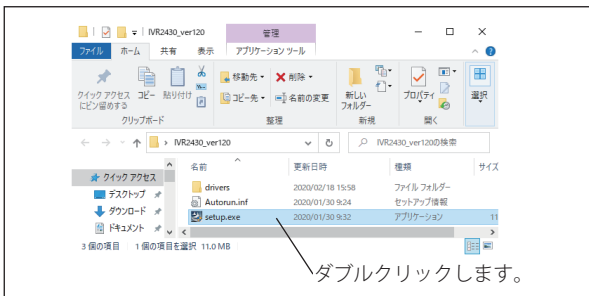 IVR2430_ver120
管理
ファイル ホーム 共有 表示 アプリケーション ツール
クイック アクセス
にピン留めする
コピー
貼り付け
移動先
削除
コピー先
名前の変更
新しい
フォルダー
プロパティ
選択
クリップボード 整理 新規 開く
IVR2430_ver120
IVR2430_ver120の検索
名前 更新日時 種類 サイズ
クイック アクセス
デスクトップ
ダウンロード
ドキュメント
drivers 2020/02/18 15:58 ファイル フォルダー
Autorun.inf 2020/01/30 9:24 セットアップ情報
setup.exe 2020/01/30 9:32 アプリケーション 11
3 個の項目 1 個の項目を選択 11.0 MB
ダブルクリックします。